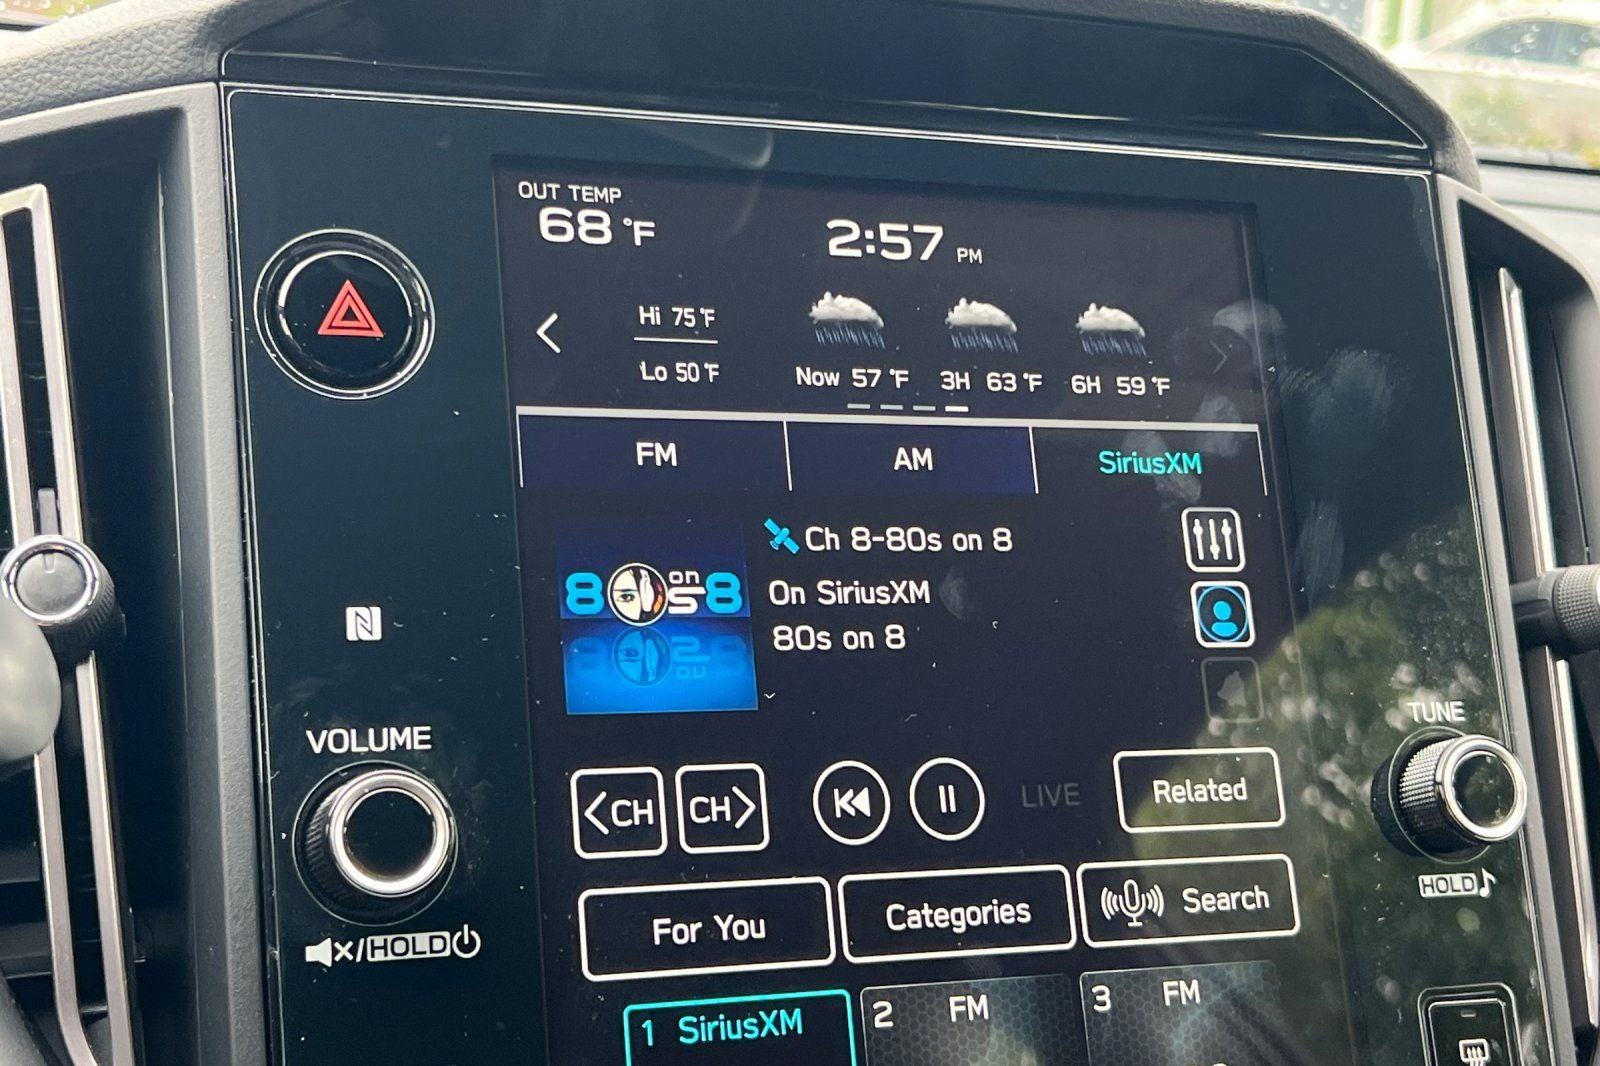 OUT TEMP
68 °F
2:57 PM
Hi 75°F
Lo 50°F
Now 57 °F 3H 63 °F 6H 59 °F
FM AM SiriusXM
Ch 8-80s on 8
On SiriusXM
80s on 8
80s on 8
VOLUME
TUNE
<CH CH> LIVE Related
HOLD
For You Categories Search
×/HOLD
1 SiriusXM 2 FM 3 FM